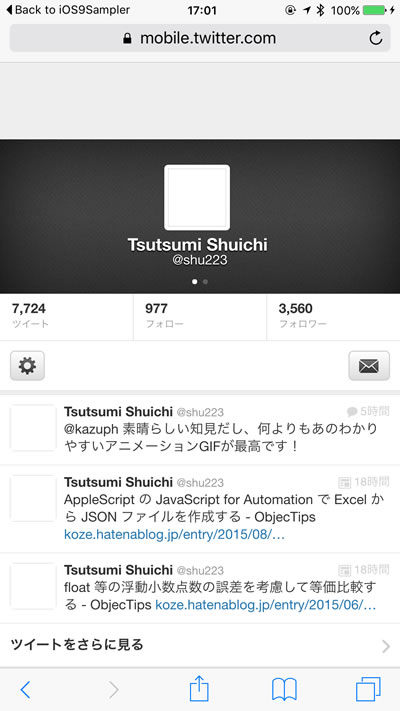 Back to iOS9Sampler 17:01 100%
mobile.twitter.com
Tsutsumi Shuichi
@shu223
7,724 977 3,560
ツイート フォロー フォロワー
Tsutsumi Shuichi @shu223 5時間
@kazuph 素晴らしい知見だし、何よりもあのわかり
やすいアニメーションGIFが最高です！
Tsutsumi Shuichi @shu223 18時間
AppleScript の JavaScript for Automation で Excel か
ら JSON ファイルを作成する - ObjecTips
koze.hatenablog.jp/entry/2015/08/…
Tsutsumi Shuichi @shu223 18時間
float 等の浮動小数点数の誤差を考慮して等価比較す
る - ObjecTips koze.hatenablog.jp/entry/2015/06/…
ツイートをさらに見る